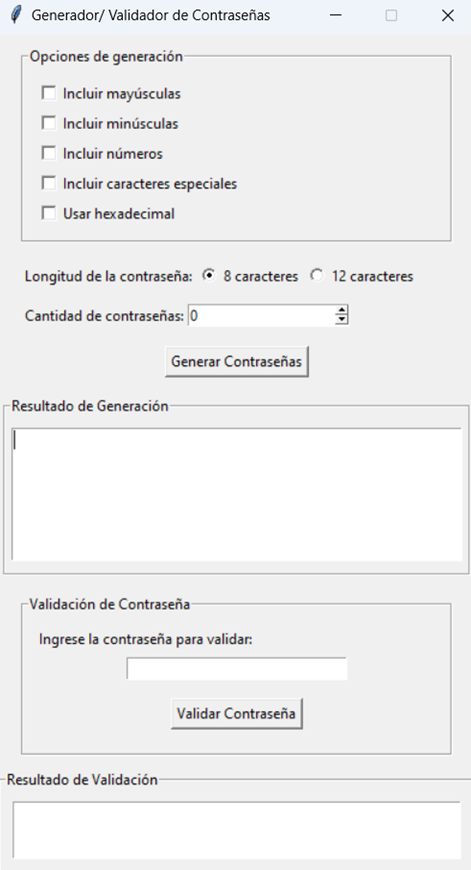 Generador/ Validador de Contraseñas
Opciones de generación
Incluir mayúsculas
Incluir minúsculas
Incluir números
Incluir caracteres especiales
Usar hexadecimal
Longitud de la contraseña: 8 caracteres 12 caracteres
Cantidad de contraseñas: 0
Generar Contraseñas
Resultado de Generación
Validación de Contraseña
Ingrese la contraseña para validar:
Validar Contraseña
Resultado de Validación